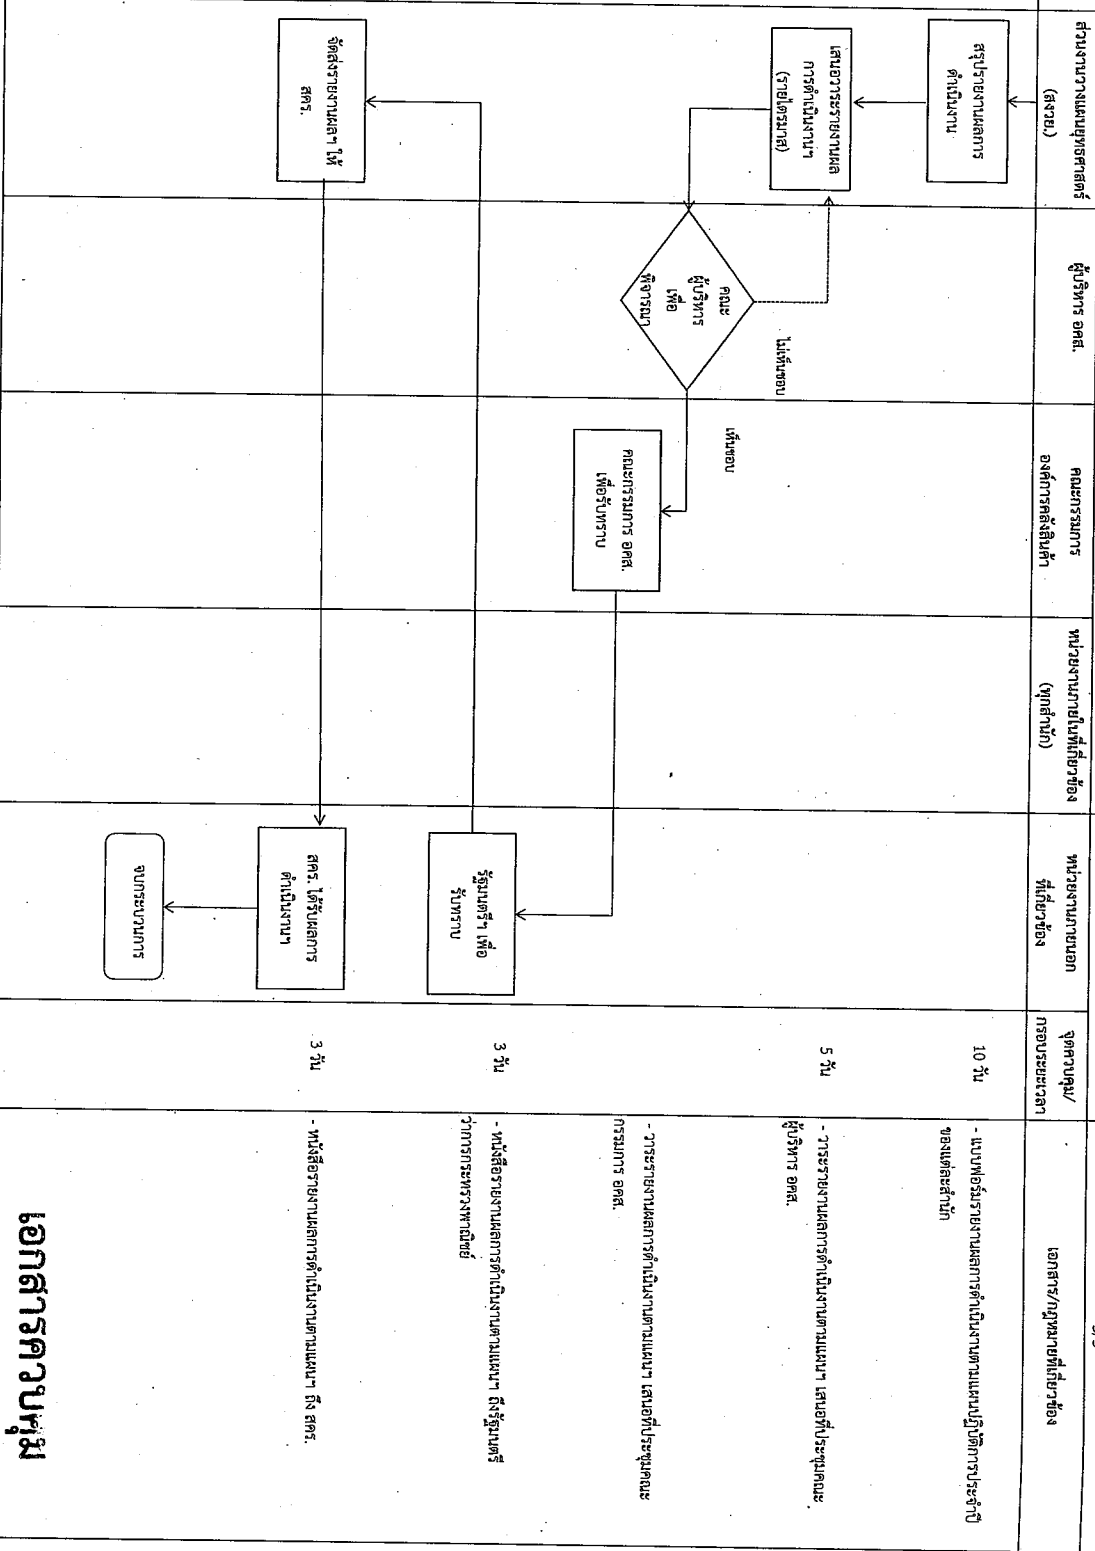 ส่วนงานวางแผนยุทธศาสตร์
(สงวย.)
ผู้บริหาร อคส.
คณะกรรมการ
องค์การคลังสินค้า
หน่วยงานภายในที่เกี่ยวข้อง
(ทุกสำนัก)
หน่วยงานภายนอก
ที่เกี่ยวข้อง
จุดควบคุม/
กรอบระยะเวลา
เอกสาร/กฎหมายที่เกี่ยวข้อง
สรุปรายงานผลการ
ดำเนินงาน
10 วัน
- แบบฟอร์มรายงานผลการดำเนินงานตามแผนปฏิบัติการประจำปี
ของแต่ละสำนัก
เสนอวาระรายงานผล
การดำเนินงานฯ
(รายไตรมาส)
5 วัน
- วาระรายงานผลการดำเนินงานตามแผนฯ เสนอที่ประชุมคณะ
ผู้บริหาร อคส.
คณะ
ผู้บริหาร
เพื่อ
พิจารณา
ไม่เห็นชอบ
เห็นชอบ
คณะกรรมการ อคส.
เพื่อรับทราบ
- วาระรายงานผลการดำเนินงานตามแผนฯ เสนอที่ประชุมคณะ
กรรมการ อคส.
รัฐมนตรีฯ เพื่อ
รับทราบ
3 วัน
- หนังสือรายงานผลการดำเนินงานตามแผนฯ ถึงรัฐมนตรี
ว่าการกระทรวงพาณิชย์
จัดส่งรายงานผลฯ ให้
สคร.
สคร. ได้รับผลการ
ดำเนินงานฯ
3 วัน
- หนังสือรายงานผลการดำเนินงานตามแผนฯ ถึง สคร.
จบกระบวนการ
เอกสารควบคุม